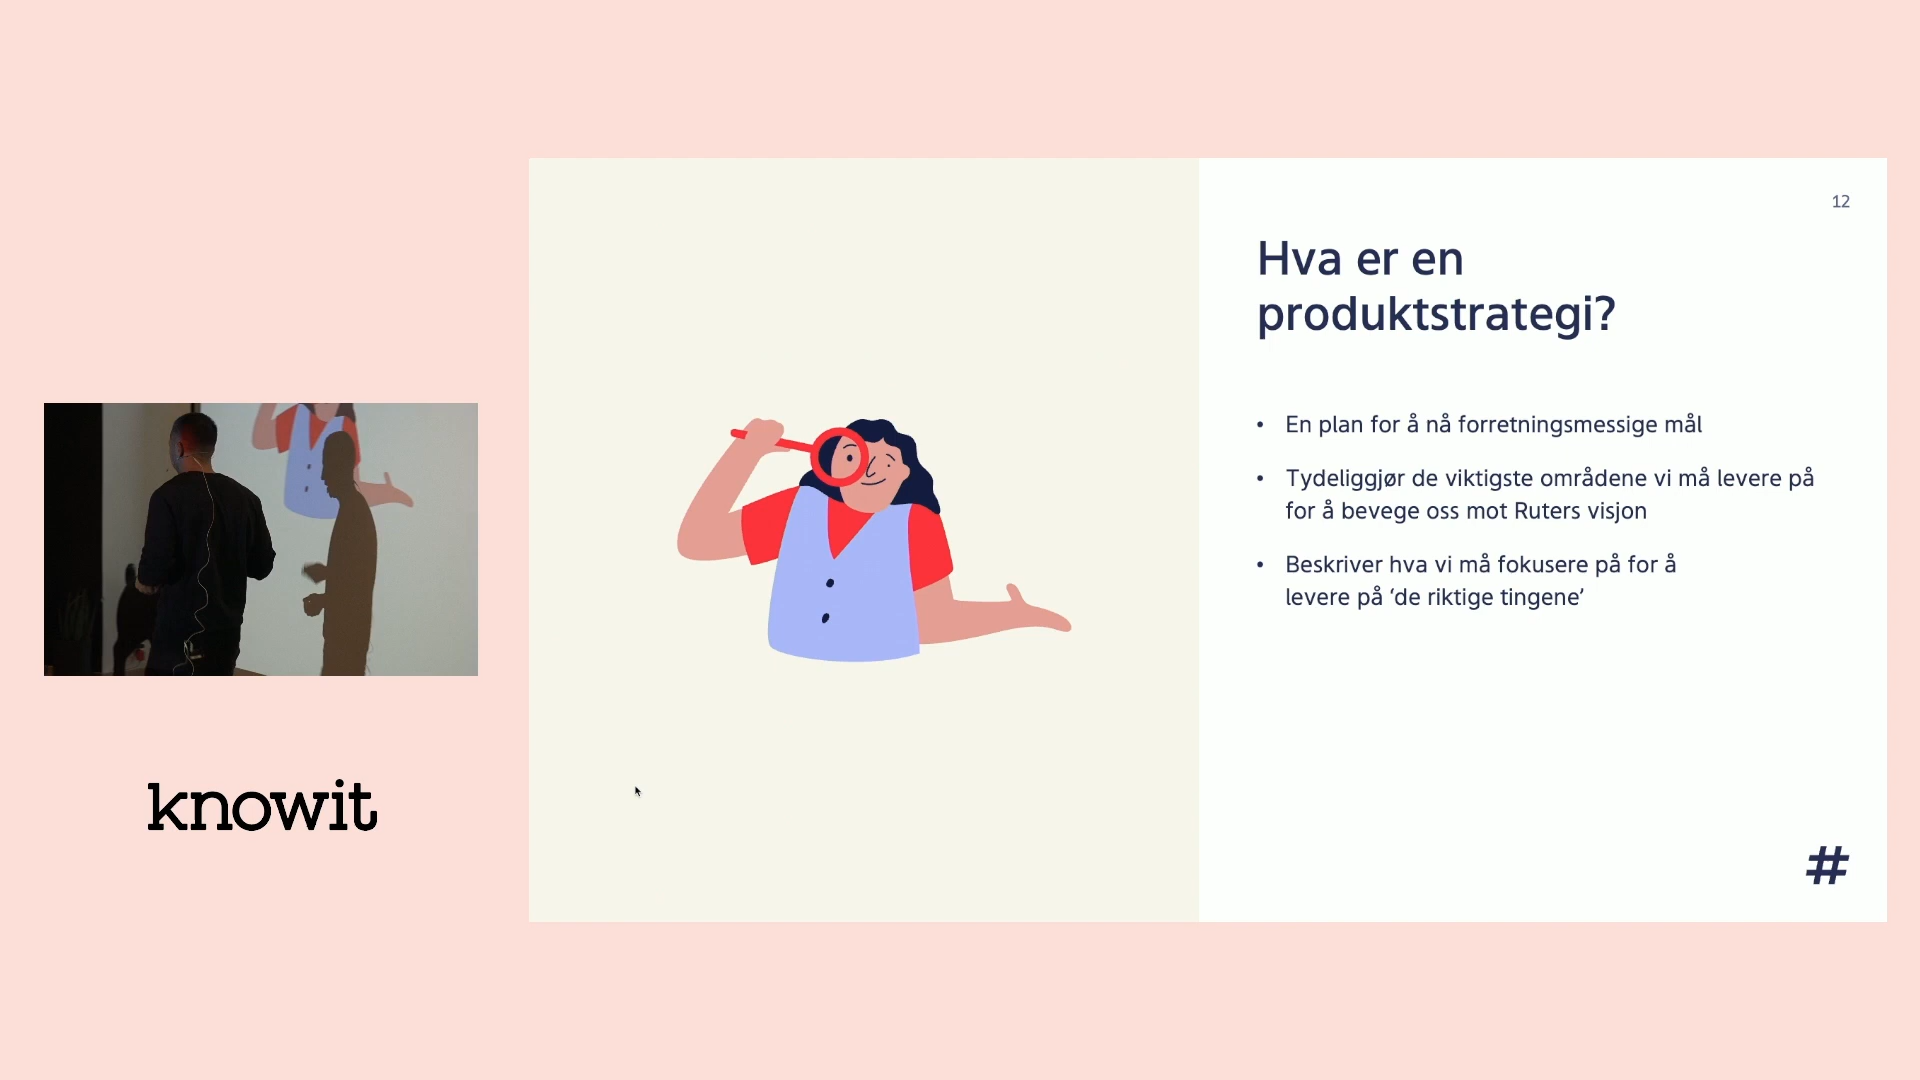 12
Hva er en
produktstrategi?
• En plan for å nå forretningsmessige mål
• Tydeliggjør de viktigste områdene vi må levere på
for å bevege oss mot Ruters visjon
• Beskriver hva vi må fokusere på for å
levere på ‘de riktige tingene’
knowit
#